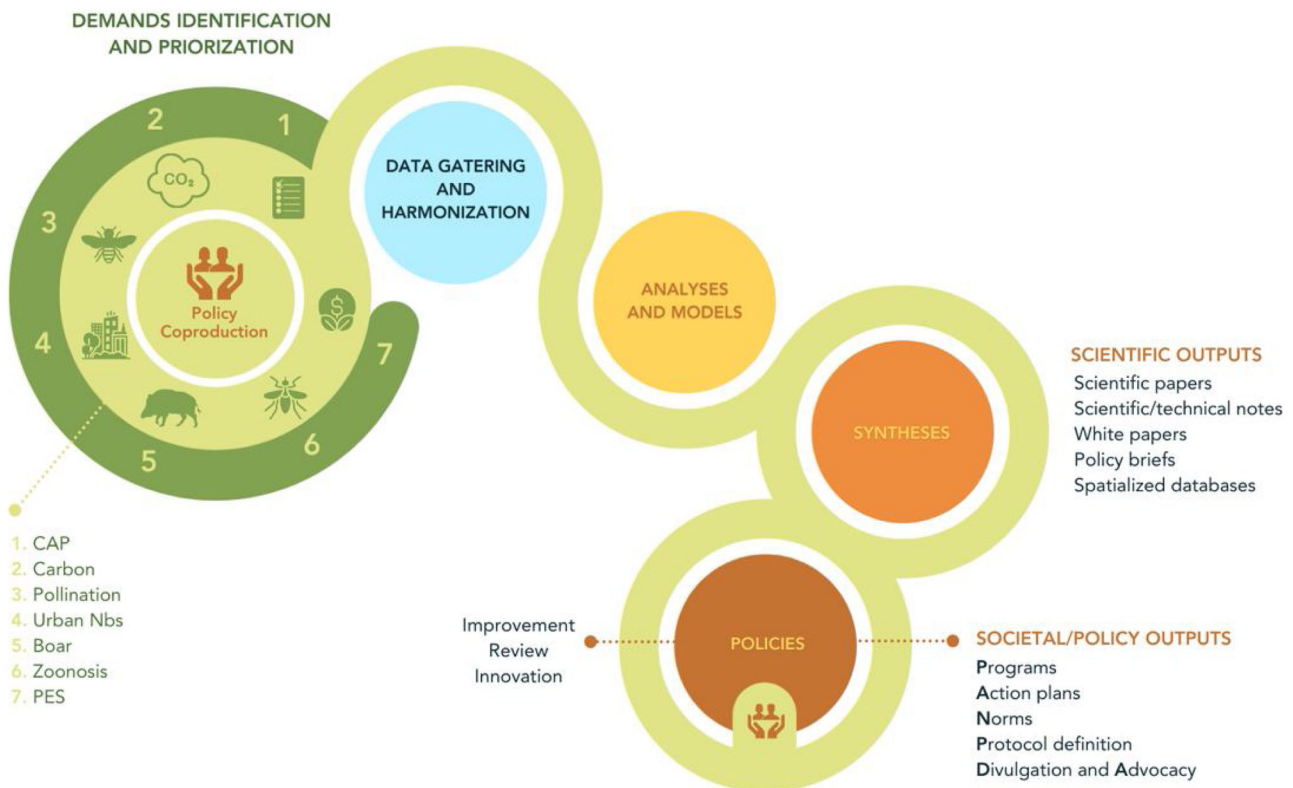 DEMANDS IDENTIFICATION
AND PRIORIZATION
1
2
3
4
5
6
7
CO₂
$
Policy
Coproduction
DATA GATERING
AND
HARMONIZATION
ANALYSES
AND MODELS
SYNTHESES
SCIENTIFIC OUTPUTS
Scientific papers
Scientific/technical notes
White papers
Policy briefs
Spatialized databases
1. CAP
2. Carbon
3. Pollination
4. Urban Nbs
5. Boar
6. Zoonosis
7. PES
Improvement
Review
Innovation
POLICIES
SOCIETAL/POLICY OUTPUTS
Programs
Action plans
Norms
Protocol definition
Divulgation and Advocacy